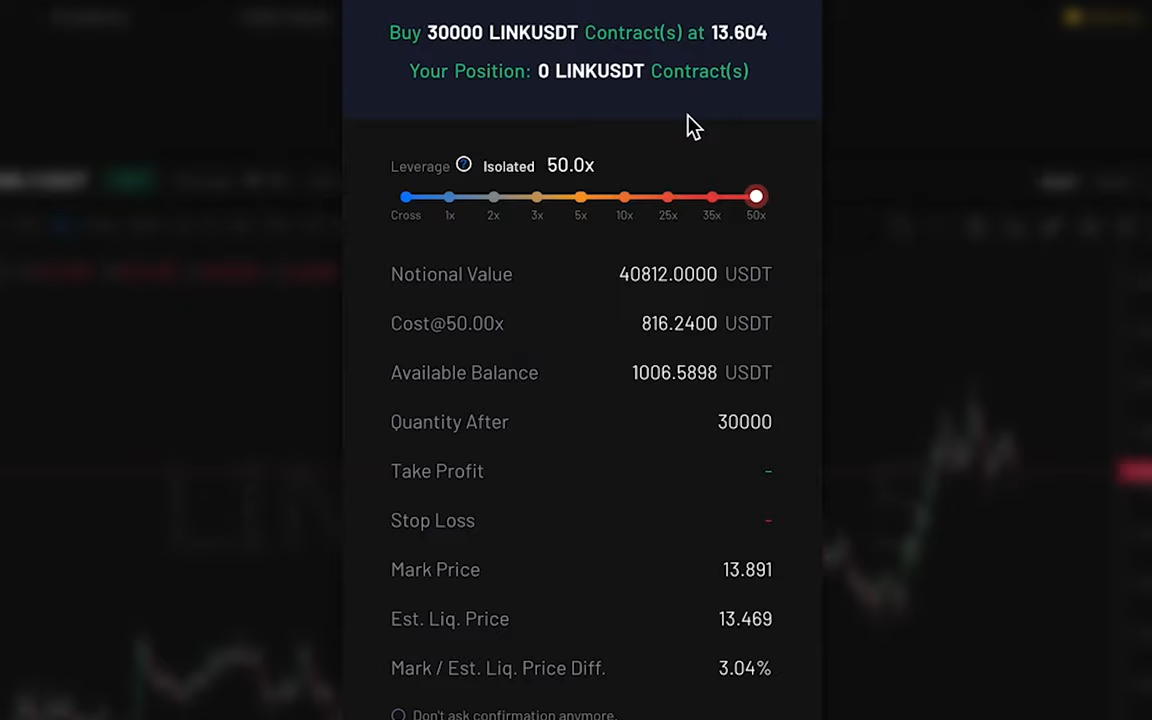 Buy 30000 LINKUSDT Contract(s) at 13.604
Your Position: 0 LINKUSDT Contract(s)
Leverage ? Isolated 50.0x
Cross 1x 2x 3x 5x 10x 25x 35x 50x
Notional Value 40812.0000 USDT
Cost@50.00x 816.2400 USDT
Available Balance 1006.5898 USDT
Quantity After 30000
Take Profit -
Stop Loss -
Mark Price 13.891
Est. Liq. Price 13.469
Mark / Est. Liq. Price Diff. 3.04%
Don't ask confirmation anymore.